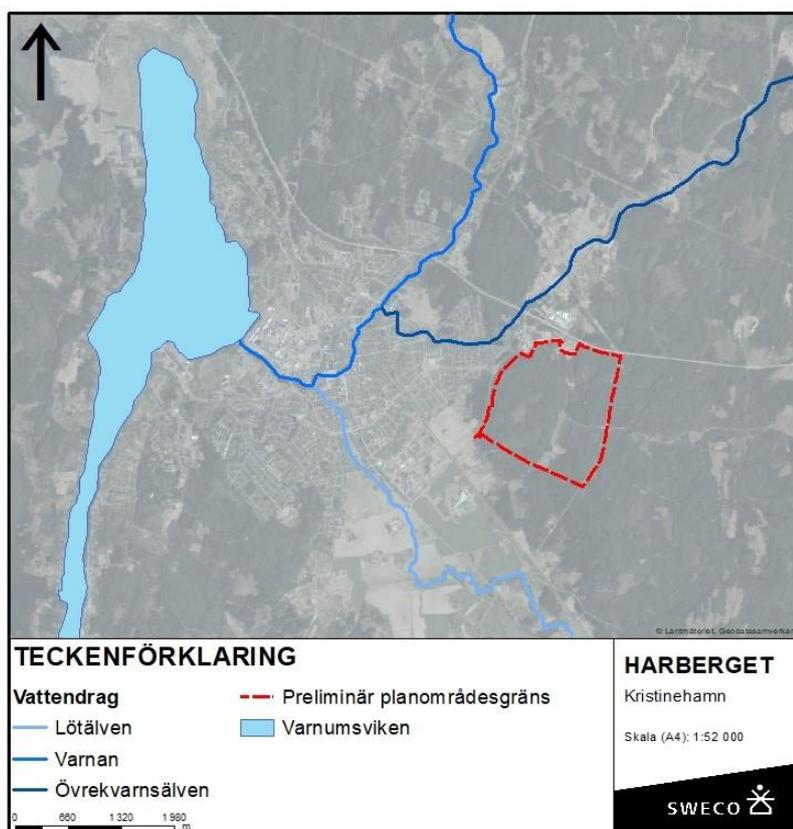 © Lantmäteriet, Geodatasamverkan
TECKENFÖRKLARING
Vattendrag
Lötälven
Varnan
Övrekvarnsälven
Preliminär planområdesgräns
Varnumsviken
0 660 1 320 1 980
m
HARBERGET
Kristinehamn
Skala (A4): 1:52 000
SWECO